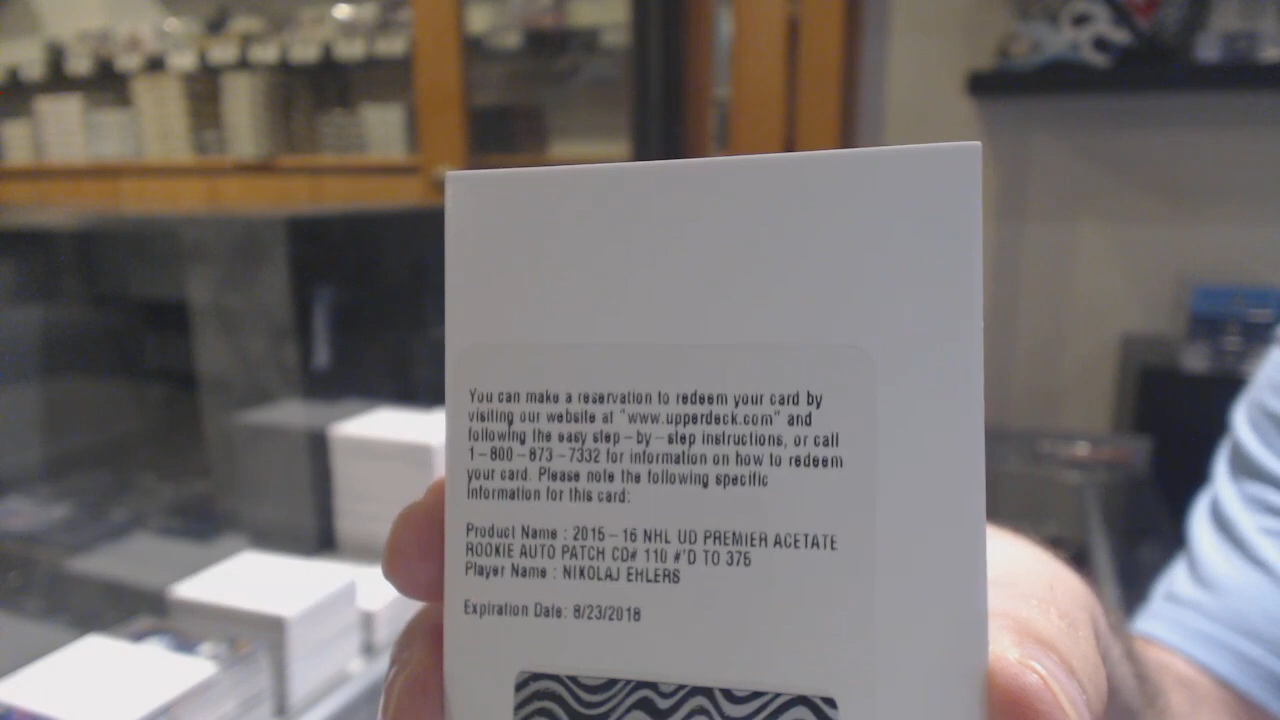 You can make a reservation to redeem your card by
visiting our website at "www.upperdeck.com" and
following the easy step-by-step instructions, or call
1-800-873-7332 for information on how to redeem
your card. Please note the following specific
information for this card:
Product Name : 2015-16 NHL UD PREMIER ACETATE
ROOKIE AUTO PATCH CD# 110 #'D TO 375
Player Name : NIKOLAJ EHLERS
Expiration Date: 8/23/2018